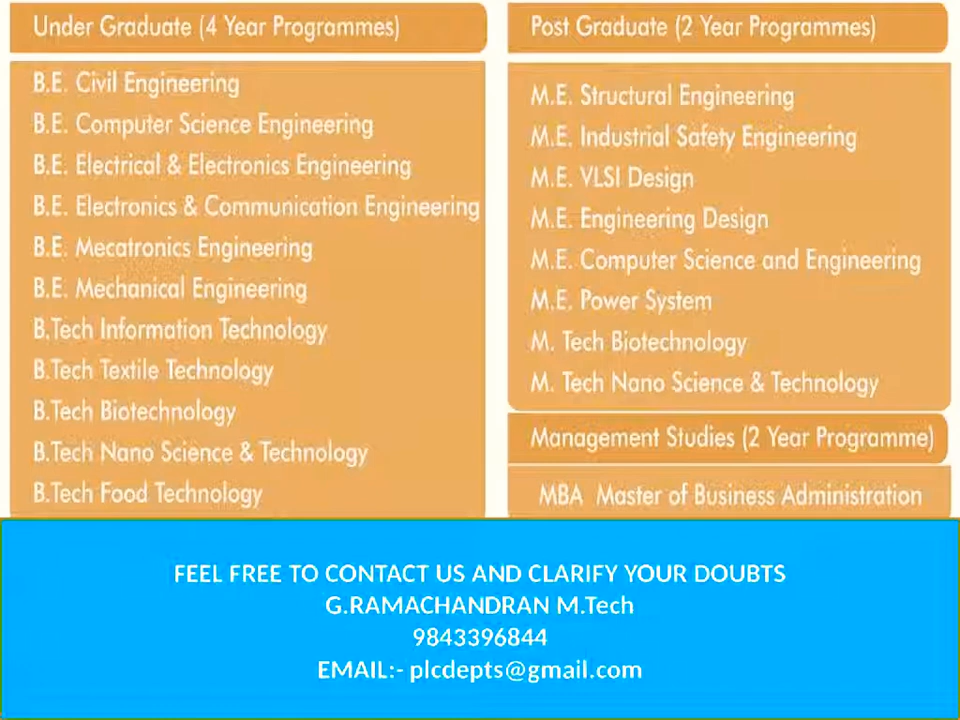 Under Graduate (4 Year Programmes)
B.E. Civil Engineering
B.E. Computer Science Engineering
B.E. Electrical & Electronics Engineering
B.E. Electronics & Communication Engineering
B.E. Mecatronics Engineering
B.E. Mechanical Engineering
B.Tech Information Technology
B.Tech Textile Technology
B.Tech Biotechnology
B.Tech Nano Science & Technology
B.Tech Food Technology
Post Graduate (2 Year Programmes)
M.E. Structural Engineering
M.E. Industrial Safety Engineering
M.E. VLSI Design
M.E. Engineering Design
M.E. Computer Science and Engineering
M.E. Power System
M. Tech Biotechnology
M. Tech Nano Science & Technology
Management Studies (2 Year Programme)
MBA Master of Business Administration
FEEL FREE TO CONTACT US AND CLARIFY YOUR DOUBTS
G.RAMACHANDRAN M.Tech
9843396844
EMAIL:- plcdepts@gmail.com